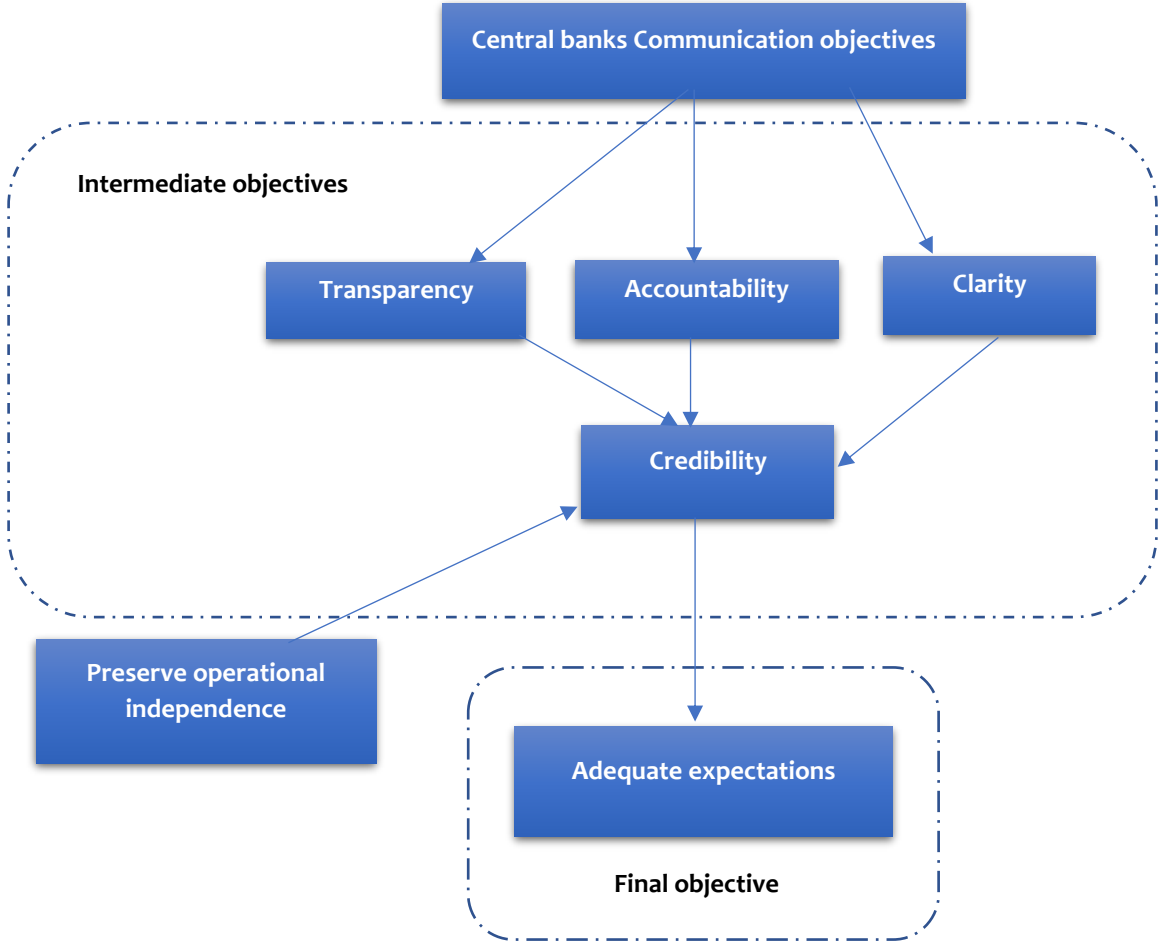 Central banks Communication objectives
Intermediate objectives
Transparency
Accountability
Clarity
Credibility
Preserve operational
independence
Adequate expectations
Final objective